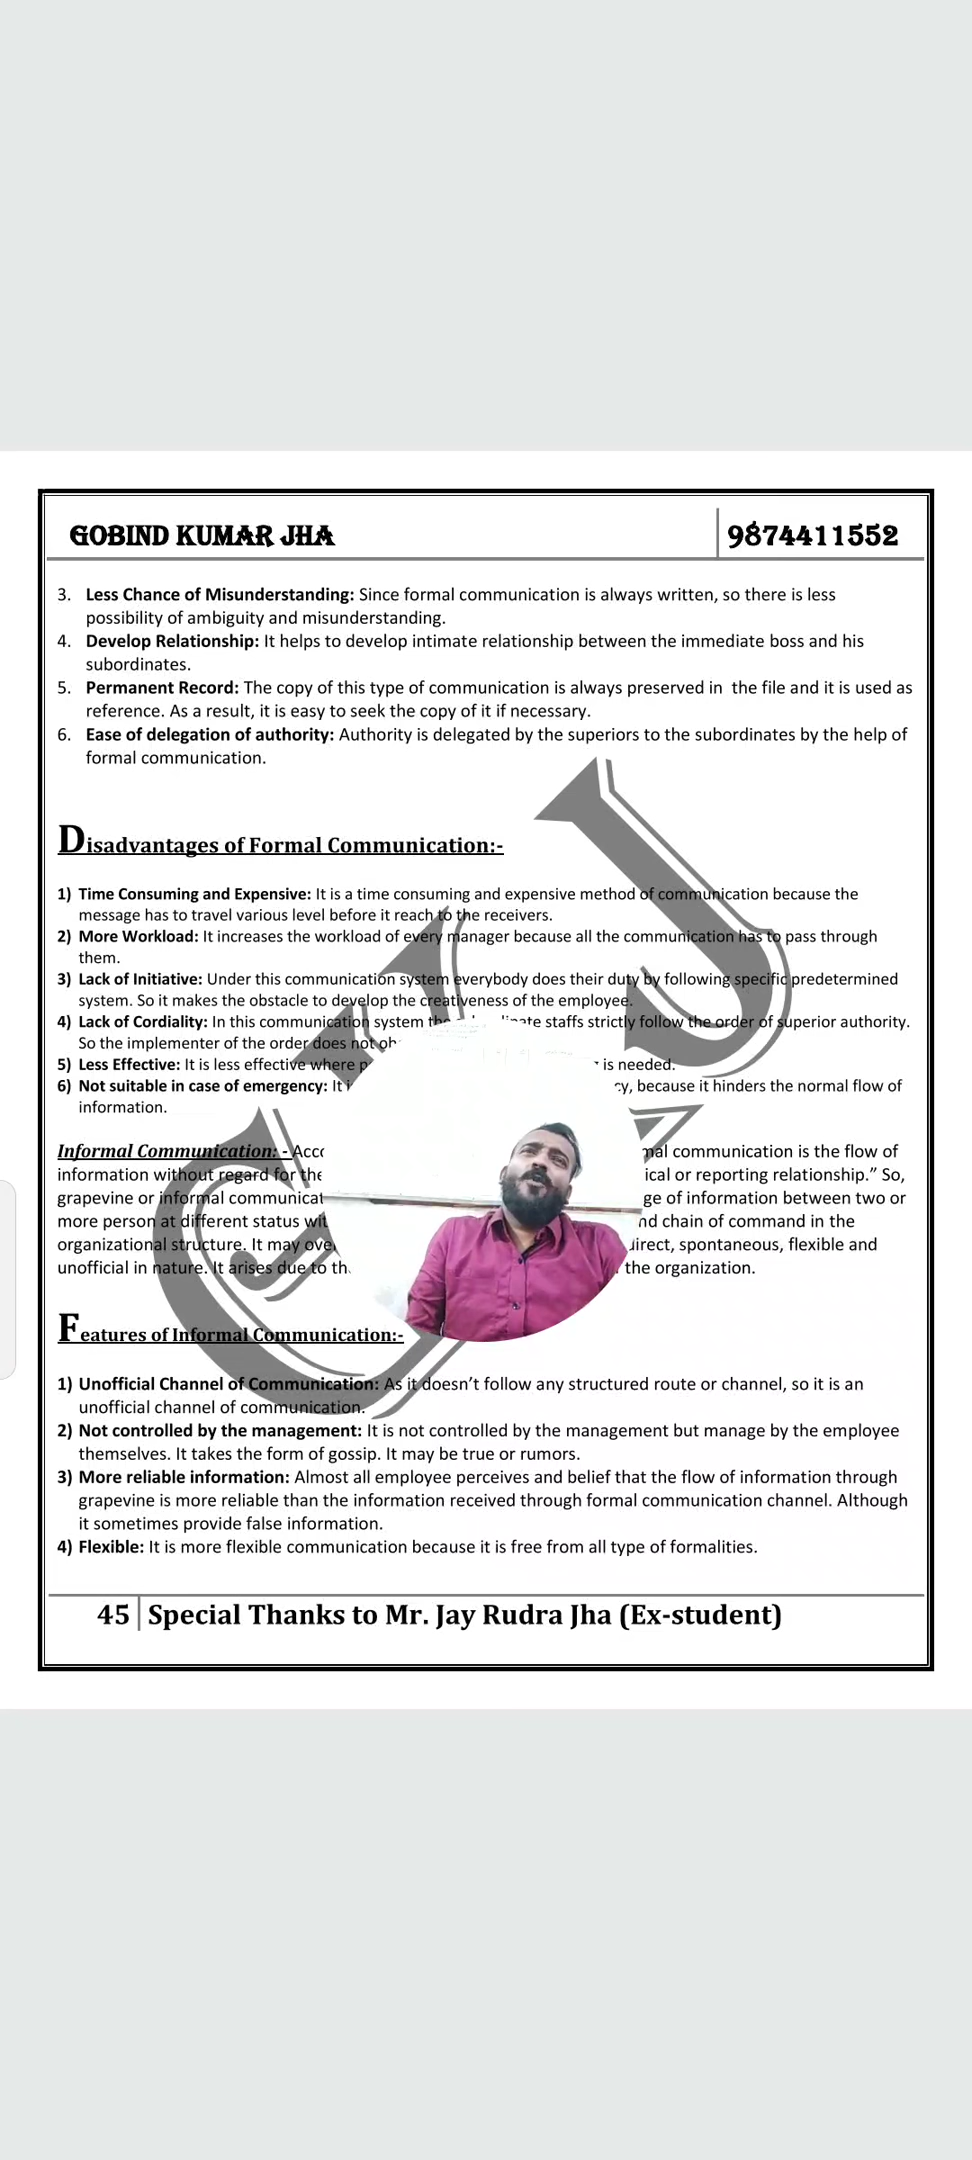 GOBIND KUMAR JHA
9874411552
3. Less Chance of Misunderstanding: Since formal communication is always written, so there is less
possibility of ambiguity and misunderstanding.
4. Develop Relationship: It helps to develop intimate relationship between the immediate boss and his
subordinates.
5. Permanent Record: The copy of this type of communication is always preserved in the file and it is used as
reference. As a result, it is easy to seek the copy of it if necessary.
6. Ease of delegation of authority: Authority is delegated by the superiors to the subordinates by the help of
formal communication.
Disadvantages of Formal Communication:-
1) Time Consuming and Expensive: It is a time consuming and expensive method of communication because the
message has to travel various level before it reach to the receivers.
2) More Workload: It increases the workload of every manager because all the communication has to pass through
them.
3) Lack of Initiative: Under this communication system everybody does their duty by following specific predetermined
system. So it makes the obstacle to develop the creativeness of the employee.
4) Lack of Cordiality: In this communication system staffs strictly follow the order of superior authority.
So the implementer of the order does not
5) Less Effective: It is less effective where is needed.
6) Not suitable in case of emergency: It because it hinders the normal flow of
information.
Informal Communication: - communication is the flow of
information without regard for the or reporting relationship.” So,
grapevine or informal of information between two or
more person at different status chain of command in the
organizational structure. It may direct, spontaneous, flexible and
unofficial in nature. It arises due to the organization.
Features of Informal Communication:-
1) Unofficial Channel of Communication: As it doesn’t follow any structured route or channel, so it is an
unofficial channel of communication.
2) Not controlled by the management: It is not controlled by the management but manage by the employee
themselves. It takes the form of gossip. It may be true or rumors.
3) More reliable information: Almost all employee perceives and belief that the flow of information through
grapevine is more reliable than the information received through formal communication channel. Although
it sometimes provide false information.
4) Flexible: It is more flexible communication because it is free from all type of formalities.
45 Special Thanks to Mr. Jay Rudra Jha (Ex-student)